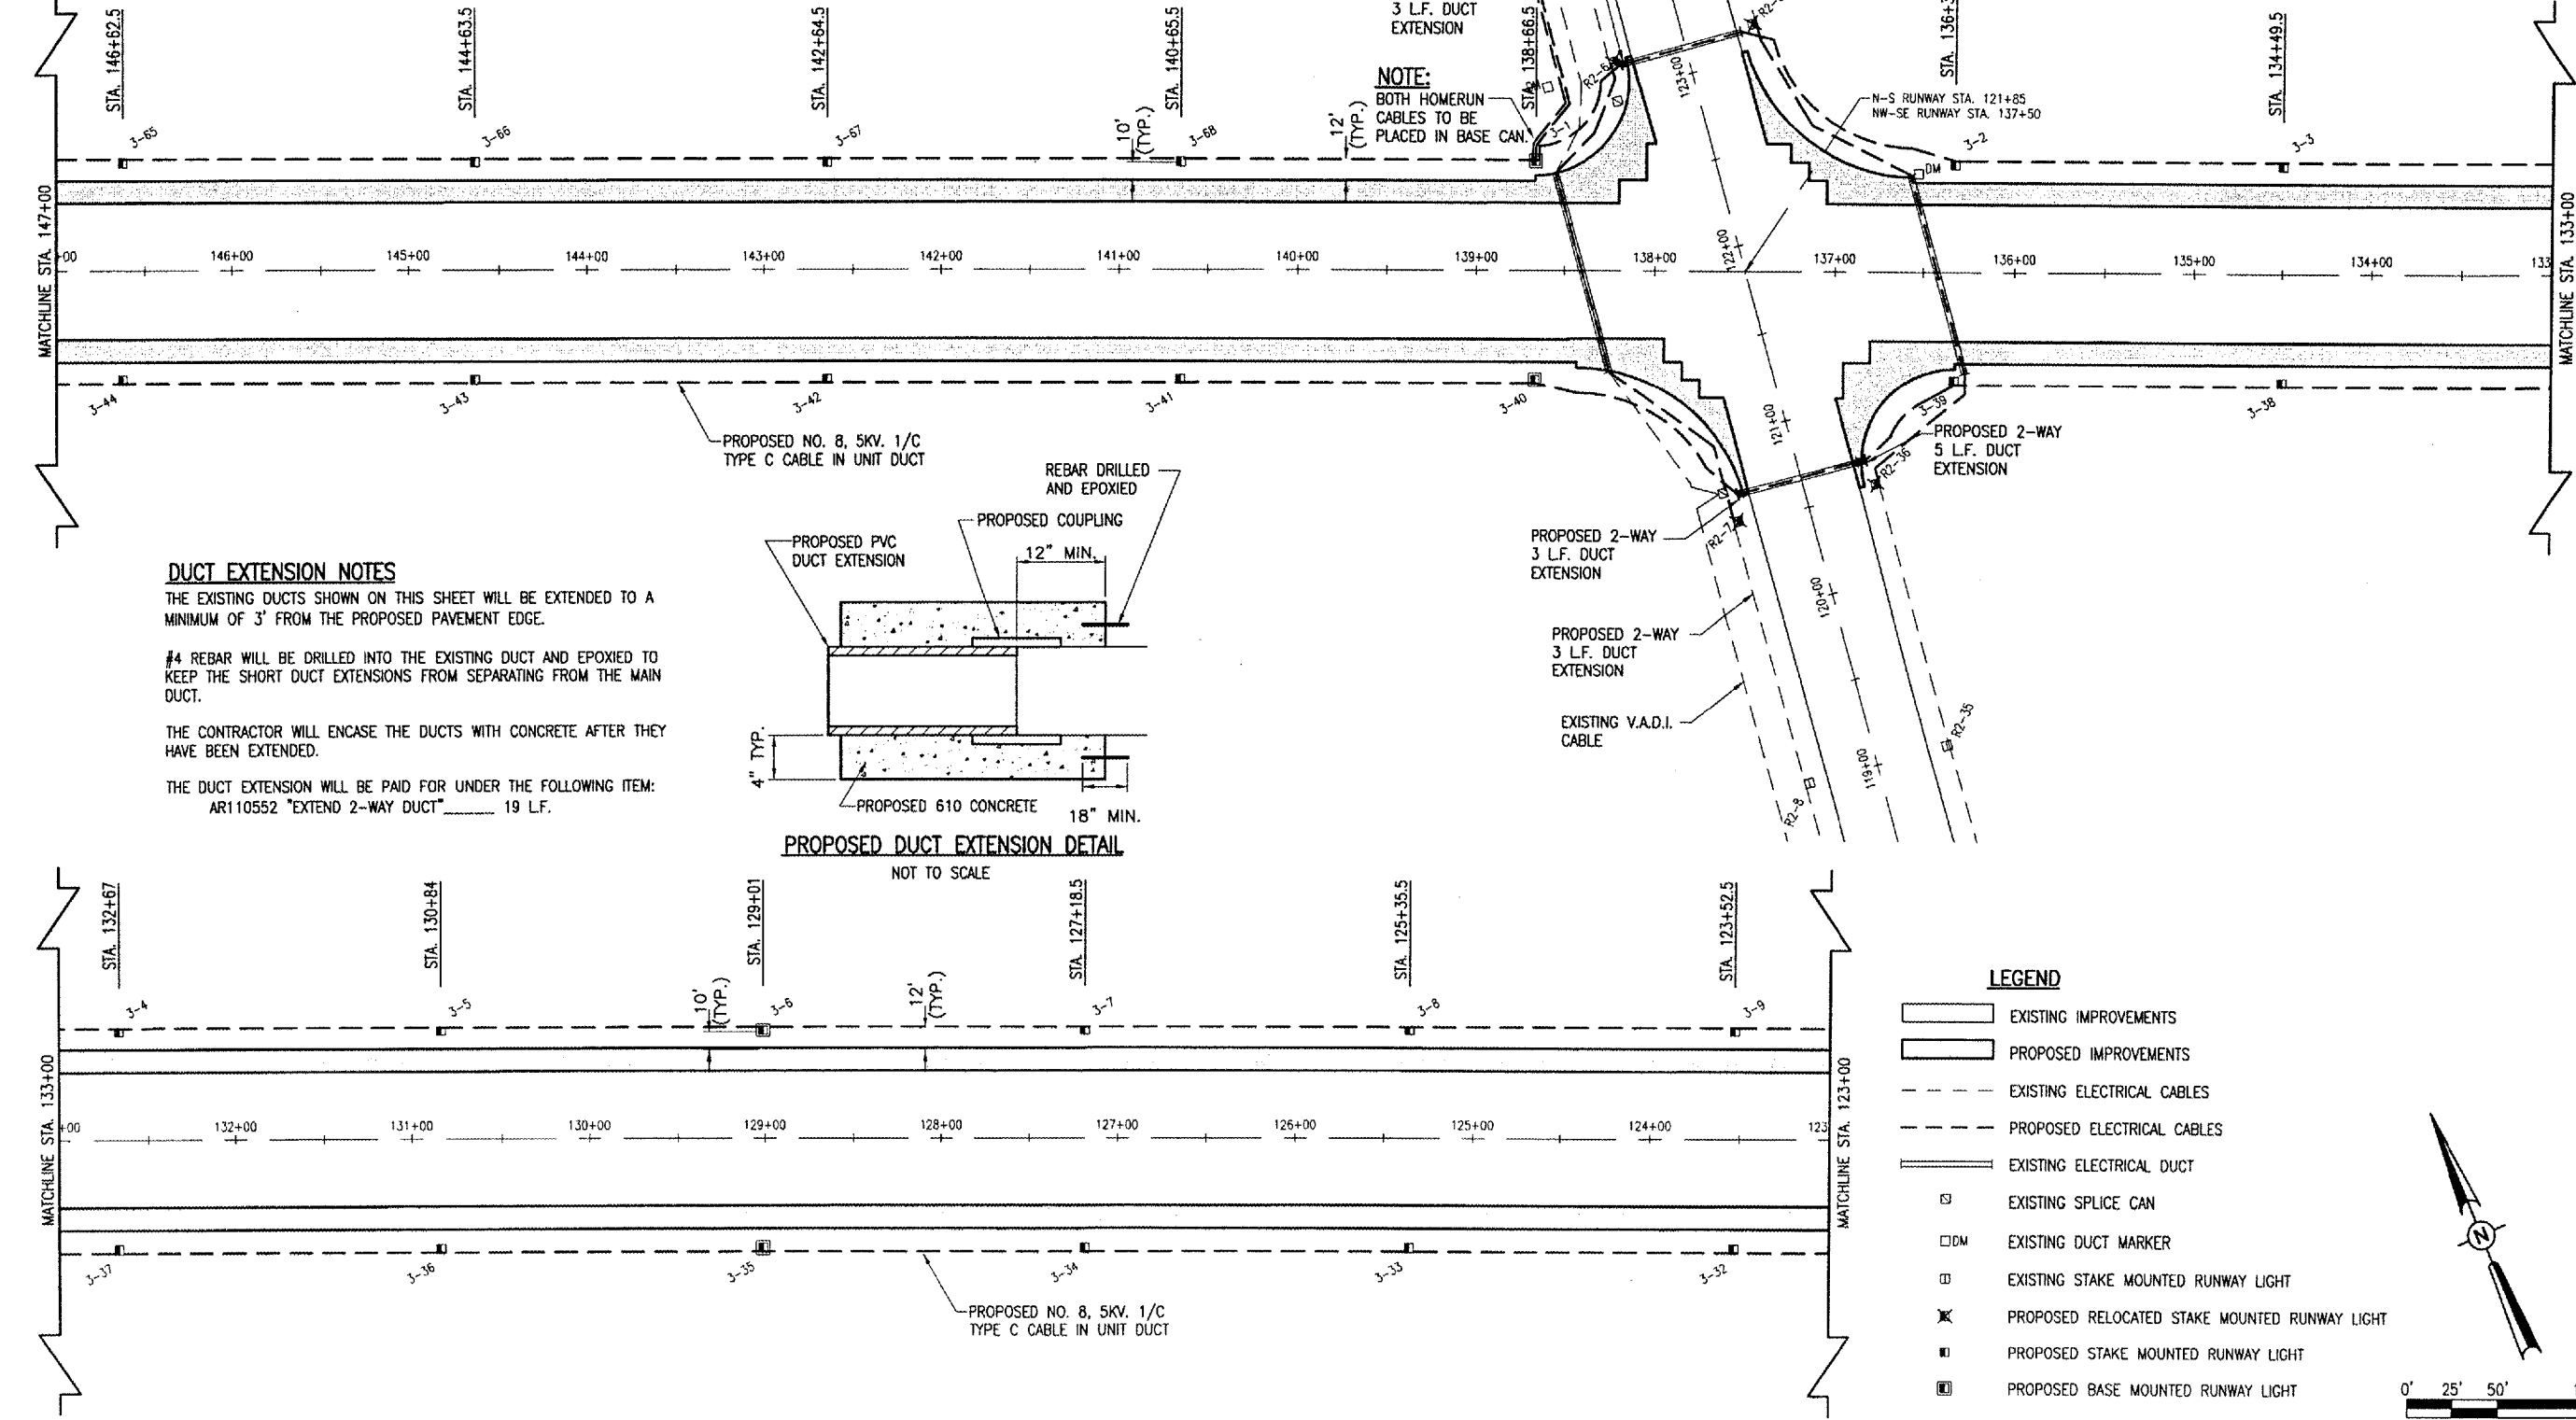 STA. 146+62.5
STA. 144+63.5
STA. 142+64.5
STA. 140+65.5
STA. 138+66.5
STA. 136+3
STA. 134+49.5
3 L.F. DUCT
EXTENSION
NOTE:
BOTH HOMERUN
CABLES TO BE
PLACED IN BASE CAN.
10'
(TYP.)
12'
(TYP.)
N-S RUNWAY STA. 121+85
NW-SE RUNWAY STA. 137+50
3-65
3-66
3-67
3-68
3-1
R2-6
123+00
DM
3-2
3-3
MATCHLINE STA. 147+00
MATCHLINE STA. 133+00
+00
146+00
145+00
144+00
143+00
142+00
141+00
140+00
139+00
138+00
122+00
137+00
136+00
135+00
134+00
133
3-44
3-43
3-42
3-41
3-40
121+00
3-39
3-38
PROPOSED NO. 8, 5KV. 1/C
TYPE C CABLE IN UNIT DUCT
PROPOSED 2-WAY
5 L.F. DUCT
EXTENSION
R2-36
R2-7
PROPOSED 2-WAY
3 L.F. DUCT
EXTENSION
120+00
PROPOSED 2-WAY
3 L.F. DUCT
EXTENSION
EXISTING V.A.D.I.
CABLE
R2-35
119+00
R2-8
REBAR DRILLED
AND EPOXIED
PROPOSED COUPLING
PROPOSED PVC
DUCT EXTENSION
12" MIN.
4" TYP.
PROPOSED 610 CONCRETE
18" MIN.
PROPOSED DUCT EXTENSION DETAIL
NOT TO SCALE
DUCT EXTENSION NOTES
THE EXISTING DUCTS SHOWN ON THIS SHEET WILL BE EXTENDED TO A
MINIMUM OF 3' FROM THE PROPOSED PAVEMENT EDGE.
#4 REBAR WILL BE DRILLED INTO THE EXISTING DUCT AND EPOXIED TO
KEEP THE SHORT DUCT EXTENSIONS FROM SEPARATING FROM THE MAIN
DUCT.
THE CONTRACTOR WILL ENCASE THE DUCTS WITH CONCRETE AFTER THEY
HAVE BEEN EXTENDED.
THE DUCT EXTENSION WILL BE PAID FOR UNDER THE FOLLOWING ITEM:
AR110552 "EXTEND 2-WAY DUCT"______ 19 L.F.
STA. 132+67
STA. 130+84
STA. 129+01
STA. 127+18.5
STA. 125+35.5
STA. 123+52.5
3-4
3-5
10'
(TYP.)
3-6
12'
(TYP.)
3-7
3-8
3-9
MATCHLINE STA. 133+00
MATCHLINE STA. 123+00
+00
132+00
131+00
130+00
129+00
128+00
127+00
126+00
125+00
124+00
123
3-37
3-36
3-35
3-34
3-33
3-32
PROPOSED NO. 8, 5KV. 1/C
TYPE C CABLE IN UNIT DUCT
LEGEND
EXISTING IMPROVEMENTS
PROPOSED IMPROVEMENTS
EXISTING ELECTRICAL CABLES
PROPOSED ELECTRICAL CABLES
EXISTING ELECTRICAL DUCT
EXISTING SPLICE CAN
DM EXISTING DUCT MARKER
EXISTING STAKE MOUNTED RUNWAY LIGHT
PROPOSED RELOCATED STAKE MOUNTED RUNWAY LIGHT
PROPOSED STAKE MOUNTED RUNWAY LIGHT
PROPOSED BASE MOUNTED RUNWAY LIGHT
N
0' 25' 50'